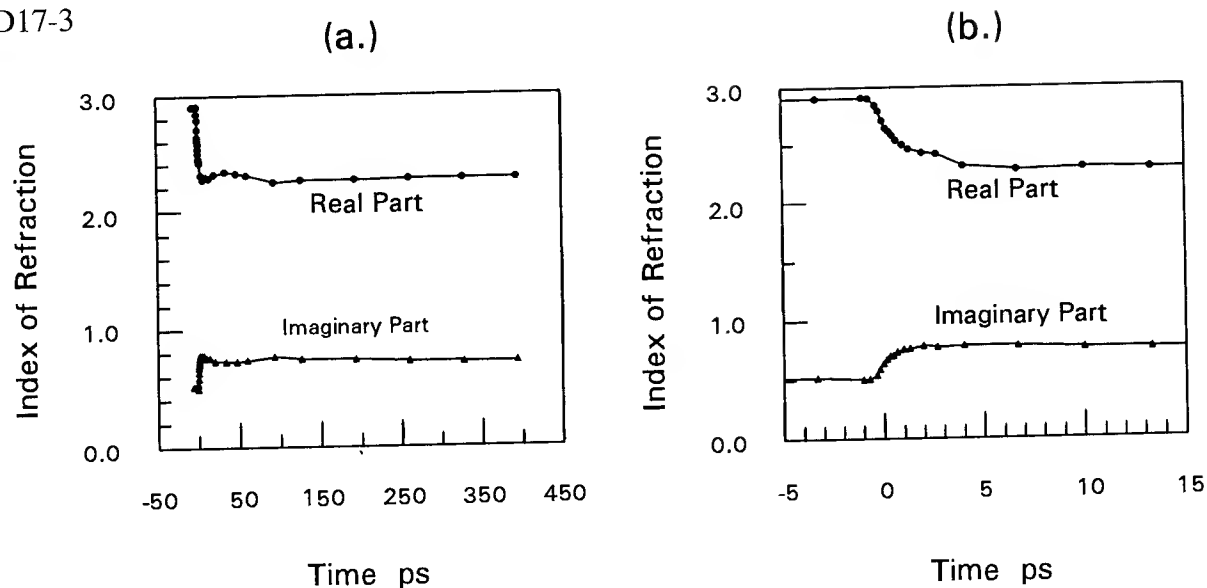 D17-3
(a.)
3.0
2.0
1.0
0.0
Index of Refraction
Real Part
Imaginary Part
-50 50 150 250 350 450
Time ps
(b.)
3.0
2.0
1.0
0.0
Index of Refraction
Real Part
Imaginary Part
-5 0 5 10 15
Time ps